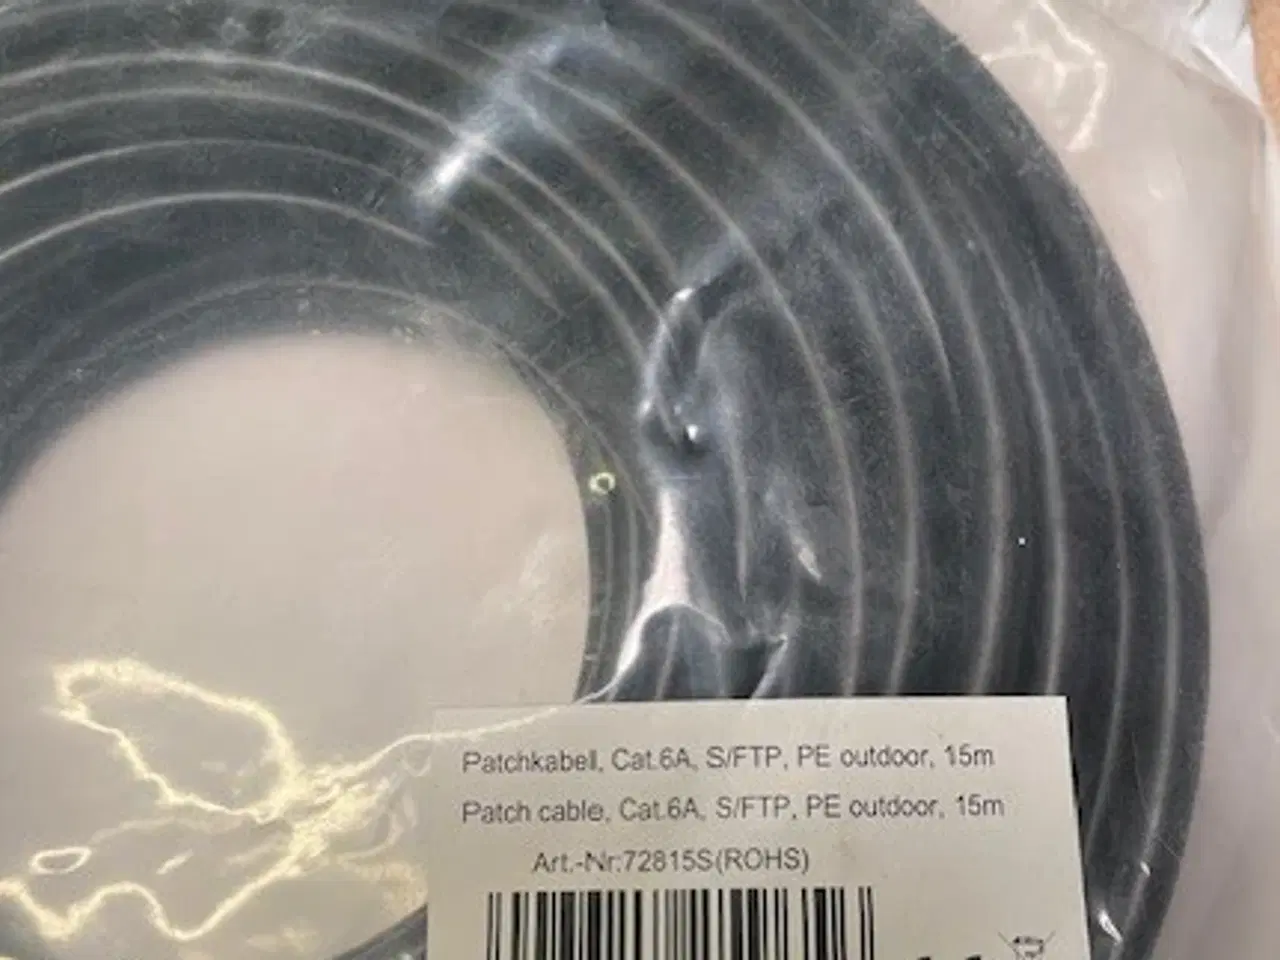 Patchkabell, Cat.6A, S/FTP, PE outdoor, 15m
Patch cable, Cat.6A, S/FTP, PE outdoor, 15m
Art.-Nr:72815S(ROHS)